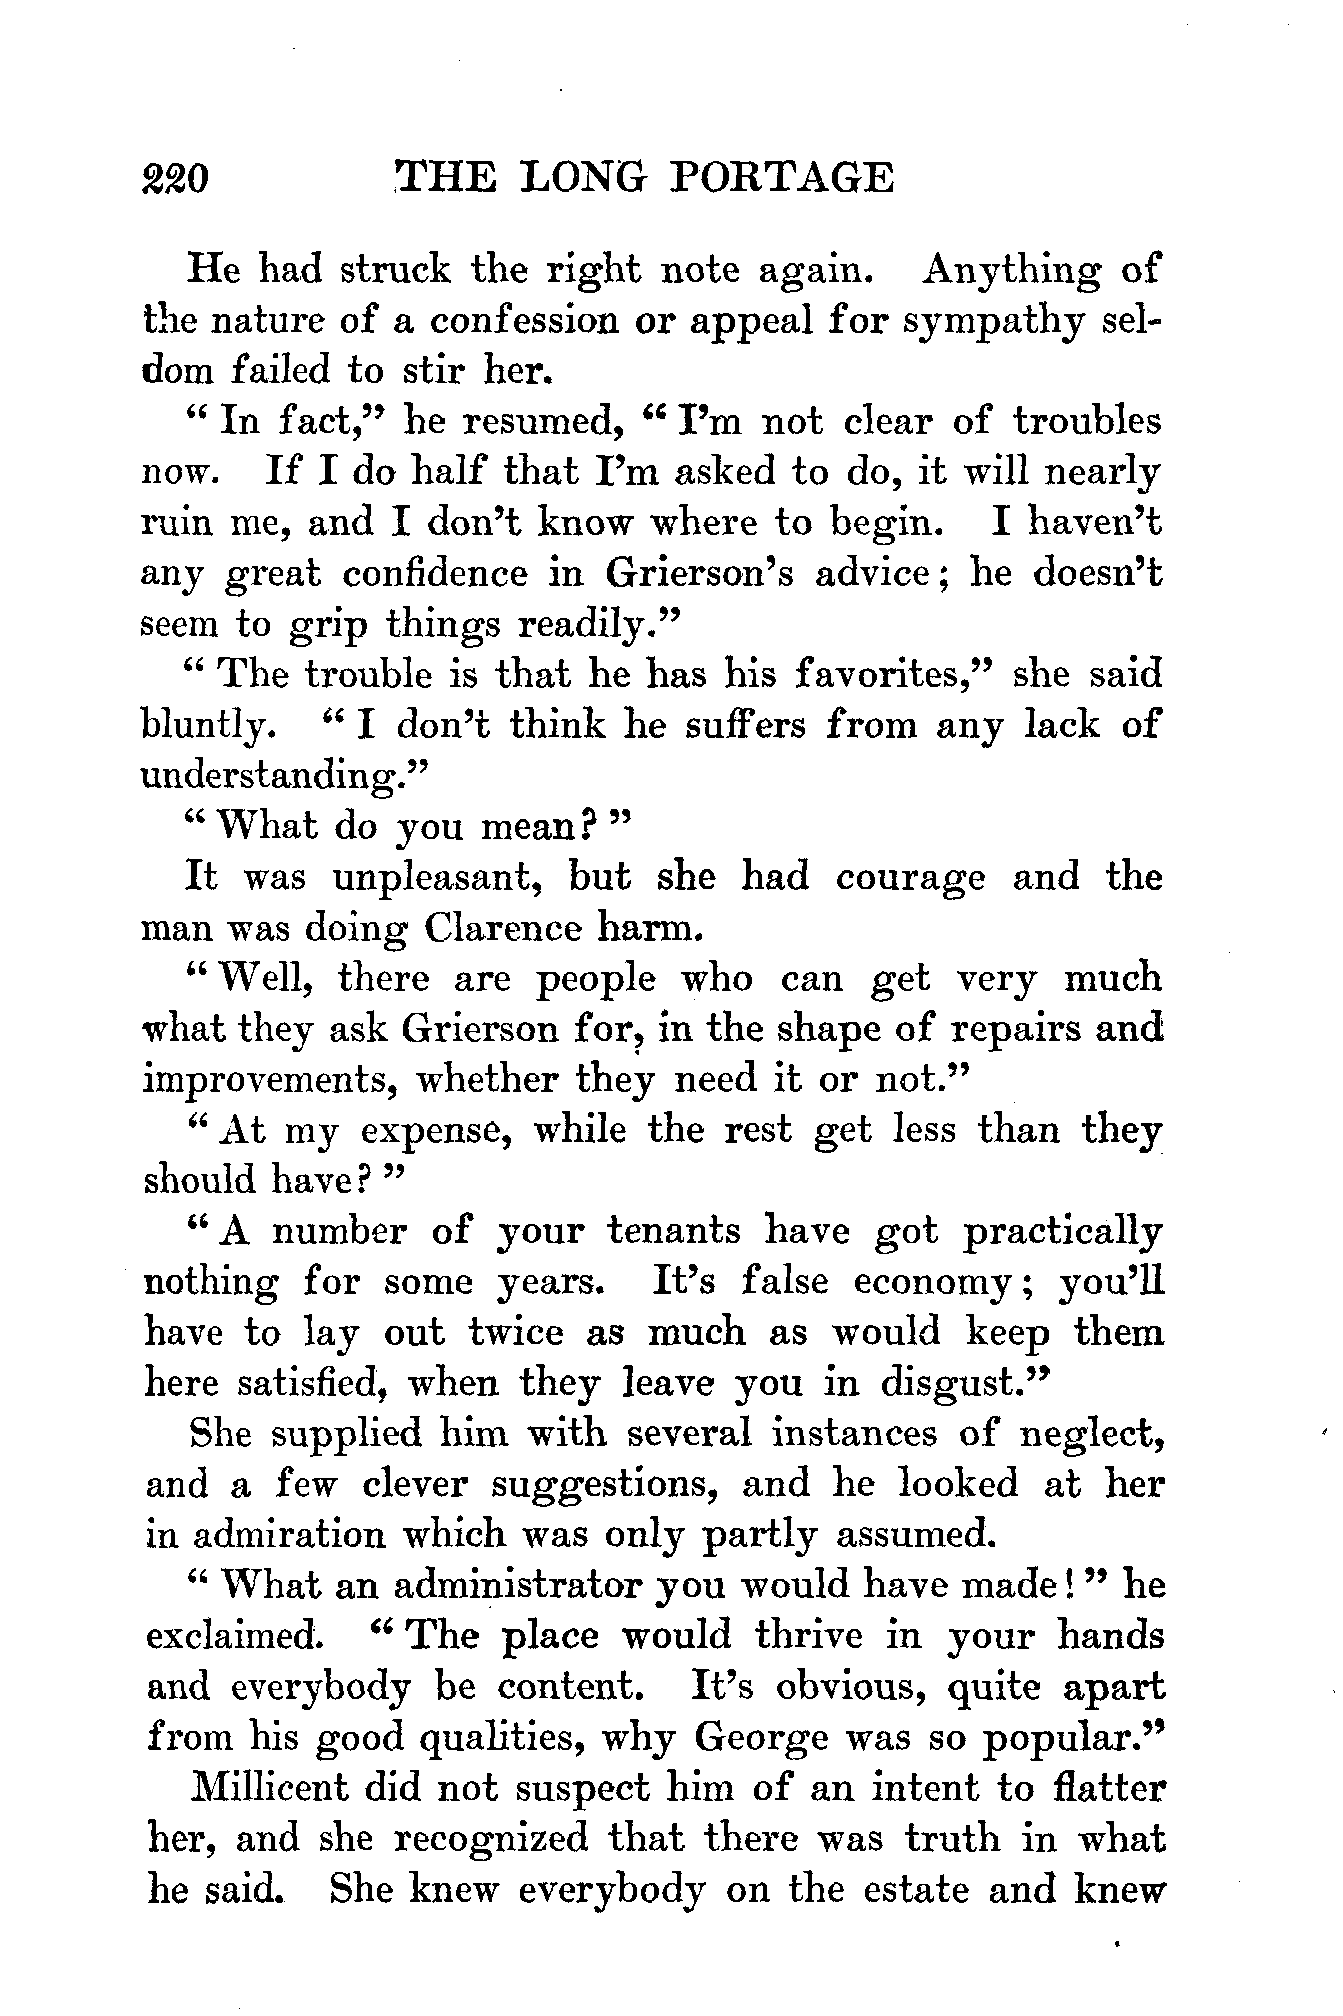 220 THE LONG PORTAGE
He had struck the right note again. Anything of
the nature of a confession or appeal for sympathy sel-
dom failed to stir her.
“ In fact,” he resumed, “ I’m not clear of troubles
now. If I do half that I’m asked to do, it will nearly
ruin me, and I don’t know where to begin. I haven’t
any great confidence in Grierson’s advice; he doesn’t
seem to grip things readily.”
“ The trouble is that he has his favorites,” she said
bluntly. “ I don’t think he suffers from any lack of
understanding.”
“ What do you mean? ”
It was unpleasant, but she had courage and the
man was doing Clarence harm.
“ Well, there are people who can get very much
what they ask Grierson for, in the shape of repairs and
improvements, whether they need it or not.”
“ At my expense, while the rest get less than they
should have? ”
“ A number of your tenants have got practically
nothing for some years. It’s false economy; you’ll
have to lay out twice as much as would keep them
here satisfied, when they leave you in disgust.”
She supplied him with several instances of neglect,
and a few clever suggestions, and he looked at her
in admiration which was only partly assumed.
“ What an administrator you would have made! ” he
exclaimed. “ The place would thrive in your hands
and everybody be content. It’s obvious, quite apart
from his good qualities, why George was so popular.”
Millicent did not suspect him of an intent to flatter
her, and she recognized that there was truth in what
he said. She knew everybody on the estate and knew